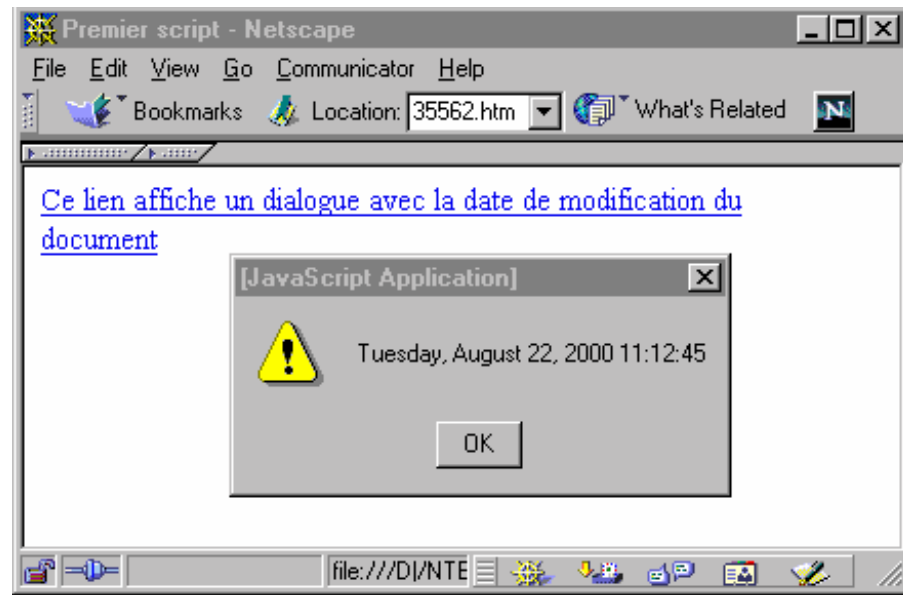 Premier script - Netscape
File Edit View Go Communicator Help
Bookmarks Location: 35562.htm What's Related N
Ce lien affiche un dialogue avec la date de modification du
document
[JavaScript Application]
Tuesday, August 22, 2000 11:12:45
OK
file:///D|/NTE